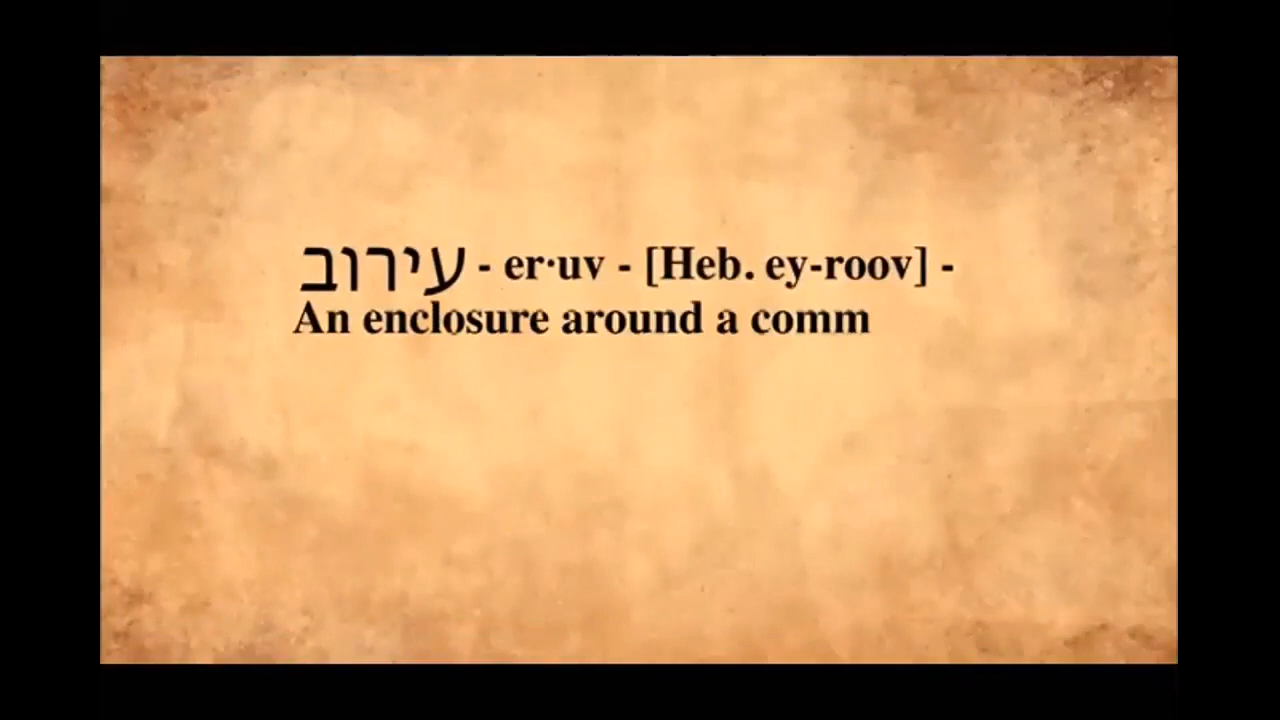 עירוב - er·uv - [Heb. ey-roov] -
An enclosure around a comm